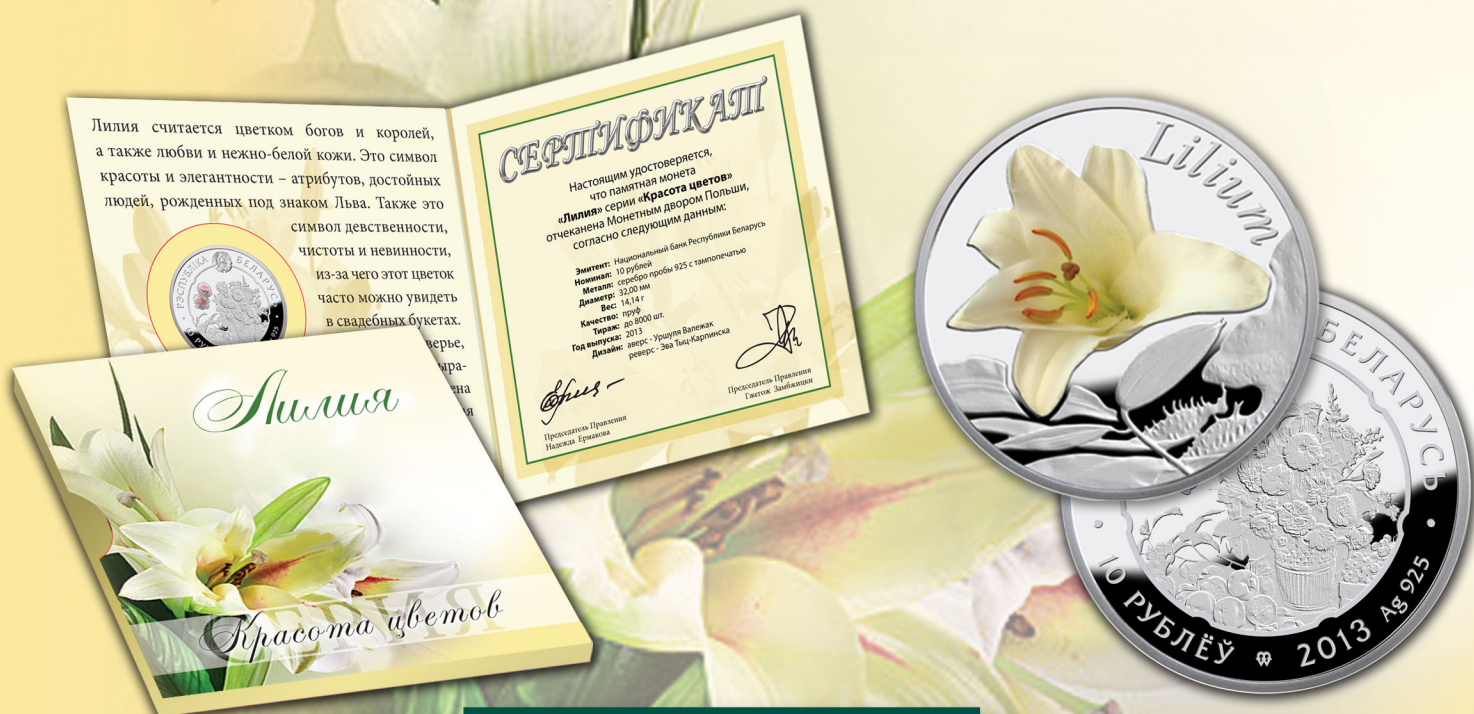 Лилия считается цветком богов и королей,
а также любви и нежно-белой кожи. Это символ
красоты и элегантности – атрибутов, достойных
людей, рожденных под знаком Льва. Также это
символ девственности,
чистоты и невинности,
из-за чего этот цветок
часто можно увидеть
в свадебных букетах.
РЭСПУБЛІКА БЕЛАРУСЬ
925
СЕРТИФИКАТ
Настоящим удостоверяется,
что памятная монета
«Лилия» серии «Красота цветов»
отчеканена Монетным двором Польши,
согласно следующим данным:
Эмитент: Национальный банк Республики Беларусь
Номинал: 10 рублей
Металл: серебро пробы 925 с тампопечатью
Диаметр: 32,00 мм
Вес: 14,14 г
Качество: пруф
Тираж: до 8000 шт.
Год выпуска: 2013
Дизайн: аверс - Уршуля Валежак
реверс - Эва Тыц-Карпинска
Председатель Правления
Надежда Ермакова
Председатель Правления
Гжегож Замбжицки
Лилия
СЕРИЯ
Красота цветов
Lilium
БЕЛАРУСЬ
10 РУБЛЁЎ 2013 Ag 925